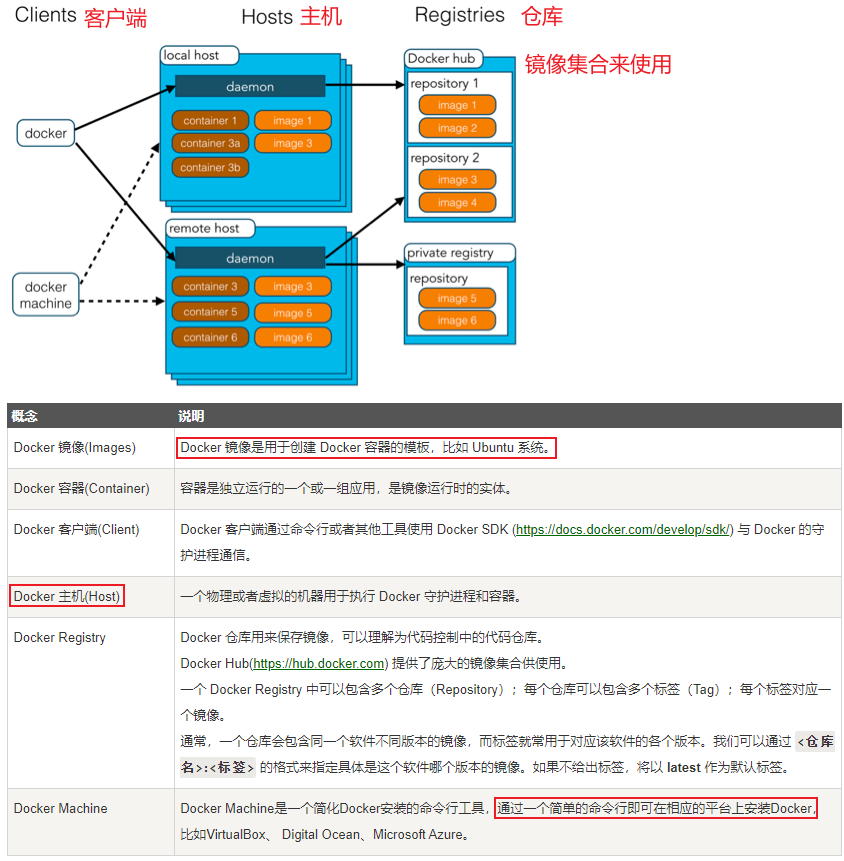 Clients 客户端 Hosts 主机 Registries 仓库
local host
Docker hub 镜像集合来使用
daemon
repository 1
image 1
container 1 image 1
image 2
docker
container 3a image 3
repository 2
container 3b
image 3
image 4
remote host
private registry
daemon
repository
docker machine
container 3 image 3
image 5
container 5 image 5
image 6
container 6 image 6
概念 说明
Docker 镜像(Images) Docker 镜像是用于创建 Docker 容器的模板，比如 Ubuntu 系统。
Docker 容器(Container) 容器是独立运行的一个或一组应用，是镜像运行时的实体。
Docker 客户端(Client) Docker 客户端通过命令行或者其他工具使用 Docker SDK (https://docs.docker.com/develop/sdk/) 与 Docker 的守
护进程通信。
Docker 主机(Host) 一个物理或者虚拟的机器用于执行 Docker 守护进程和容器。
Docker Registry Docker 仓库用来保存镜像，可以理解为代码控制中的代码仓库。
Docker Hub(https://hub.docker.com) 提供了庞大的镜像集合供使用。
一个 Docker Registry 中可以包含多个仓库（Repository）；每个仓库可以包含多个标签（Tag）；每个标签对应一
个镜像。
通常，一个仓库会包含同一个软件不同版本的镜像，而标签就常用于对应该软件的各个版本。我们可以通过 <仓库
名>:<标签> 的格式来指定具体是这个软件哪个版本的镜像。如果不给出标签，将以 latest 作为默认标签。
Docker Machine Docker Machine是一个简化Docker安装的命令行工具，通过一个简单的命令行即可在相应的平台上安装Docker，
比如VirtualBox、 Digital Ocean、Microsoft Azure。